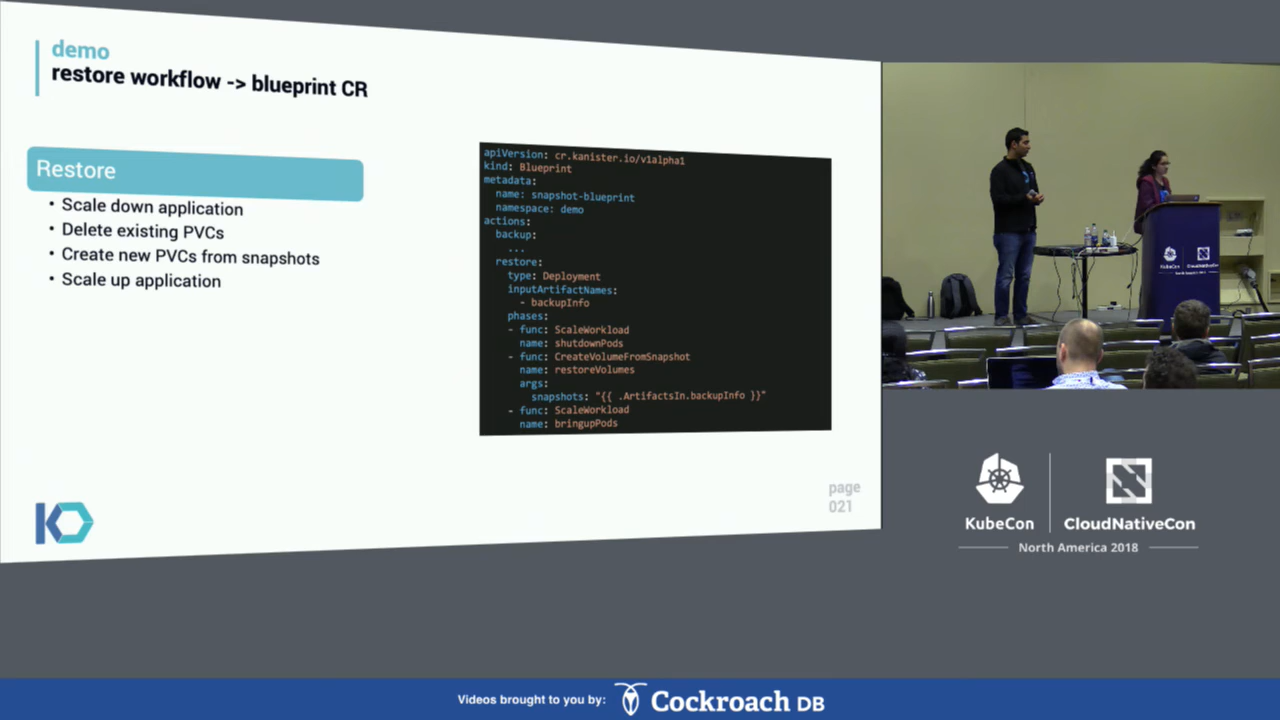 demo
restore workflow -> blueprint CR
Restore
• Scale down application
• Delete existing PVCs
• Create new PVCs from snapshots
• Scale up application
apiVersion: cr.kanister.io/v1alpha1
kind: Blueprint
metadata:
name: snapshot-blueprint
namespace: demo
actions:
backup:
...
restore:
type: Deployment
inputArtifactNames:
- backupInfo
phases:
- func: ScaleWorkload
name: shutdownPods
- func: CreateVolumeFromSnapshot
name: restoreVolumes
args:
snapshots: "{{ .ArtifactsIn.backupInfo }}"
- func: ScaleWorkload
name: bringupPods
page
021
KubeCon
CloudNativeCon
KubeCon
CloudNativeCon
North America 2018
Videos brought to you by:
Cockroach DB